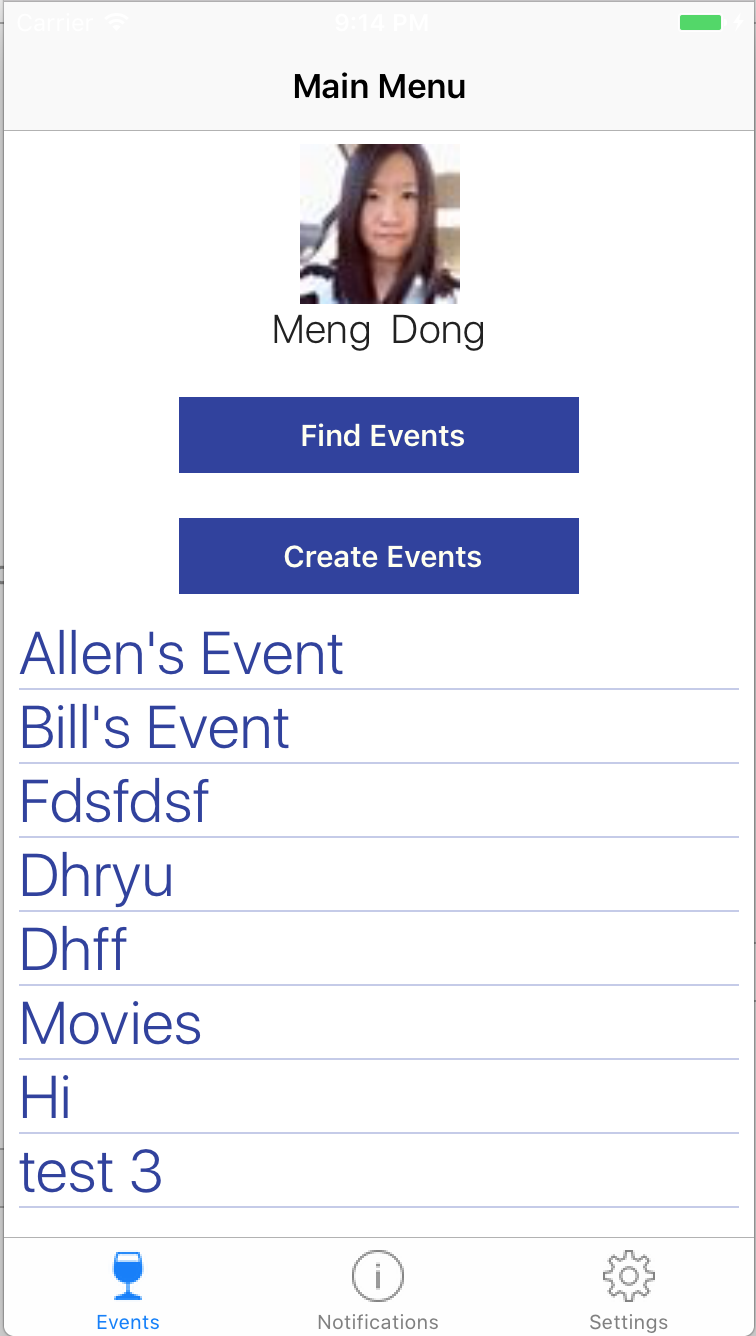 Carrier 9:14 PM
Main Menu
Meng Dong
Find Events
Create Events
Allen's Event
Bill's Event
Fdsfdsf
Dhryu
Dhff
Movies
Hi
test 3
Events Notifications Settings